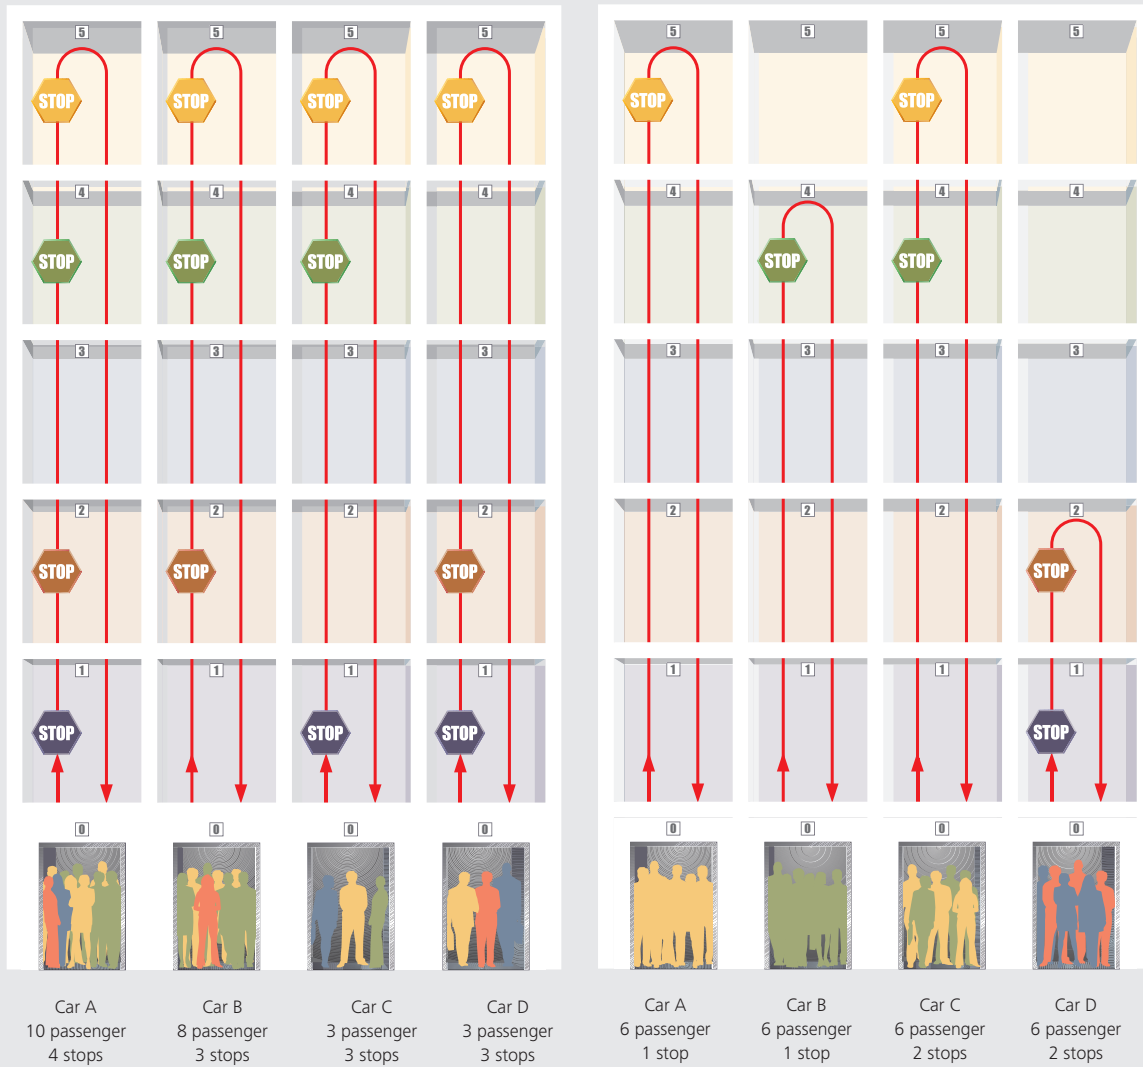 5 5 5 5 5 5 5 5
STOP STOP STOP STOP STOP STOP
4 4 4 4 4 4 4 4
STOP STOP STOP STOP STOP
3 3 3 3 3 3 3 3
2 2 2 2 2 2 2 2
STOP STOP STOP STOP
1 1 1 1 1 1 1 1
STOP STOP STOP STOP
0 0 0 0 0 0 0 0
Car A
10 passenger
4 stops
Car B
8 passenger
3 stops
Car C
3 passenger
3 stops
Car D
3 passenger
3 stops
Car A
6 passenger
1 stop
Car B
6 passenger
1 stop
Car C
6 passenger
2 stops
Car D
6 passenger
2 stops